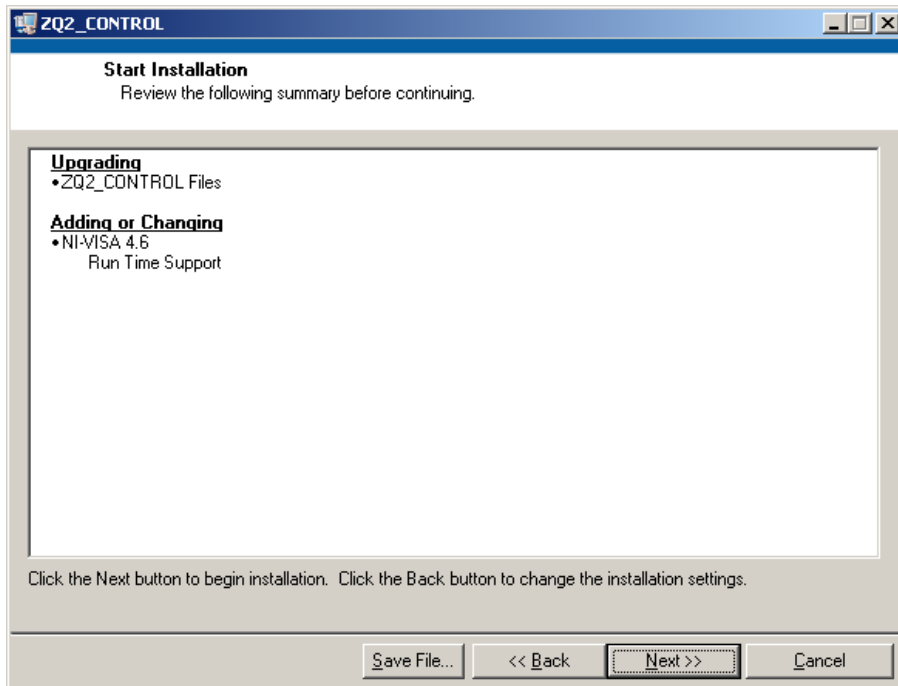 ZQ2_CONTROL
Start Installation
Review the following summary before continuing.
Upgrading
•ZQ2_CONTROL Files
Adding or Changing
•NI-VISA 4.6
Run Time Support
Click the Next button to begin installation.  Click the Back button to change the installation settings.
Save File... << Back Next >> Cancel